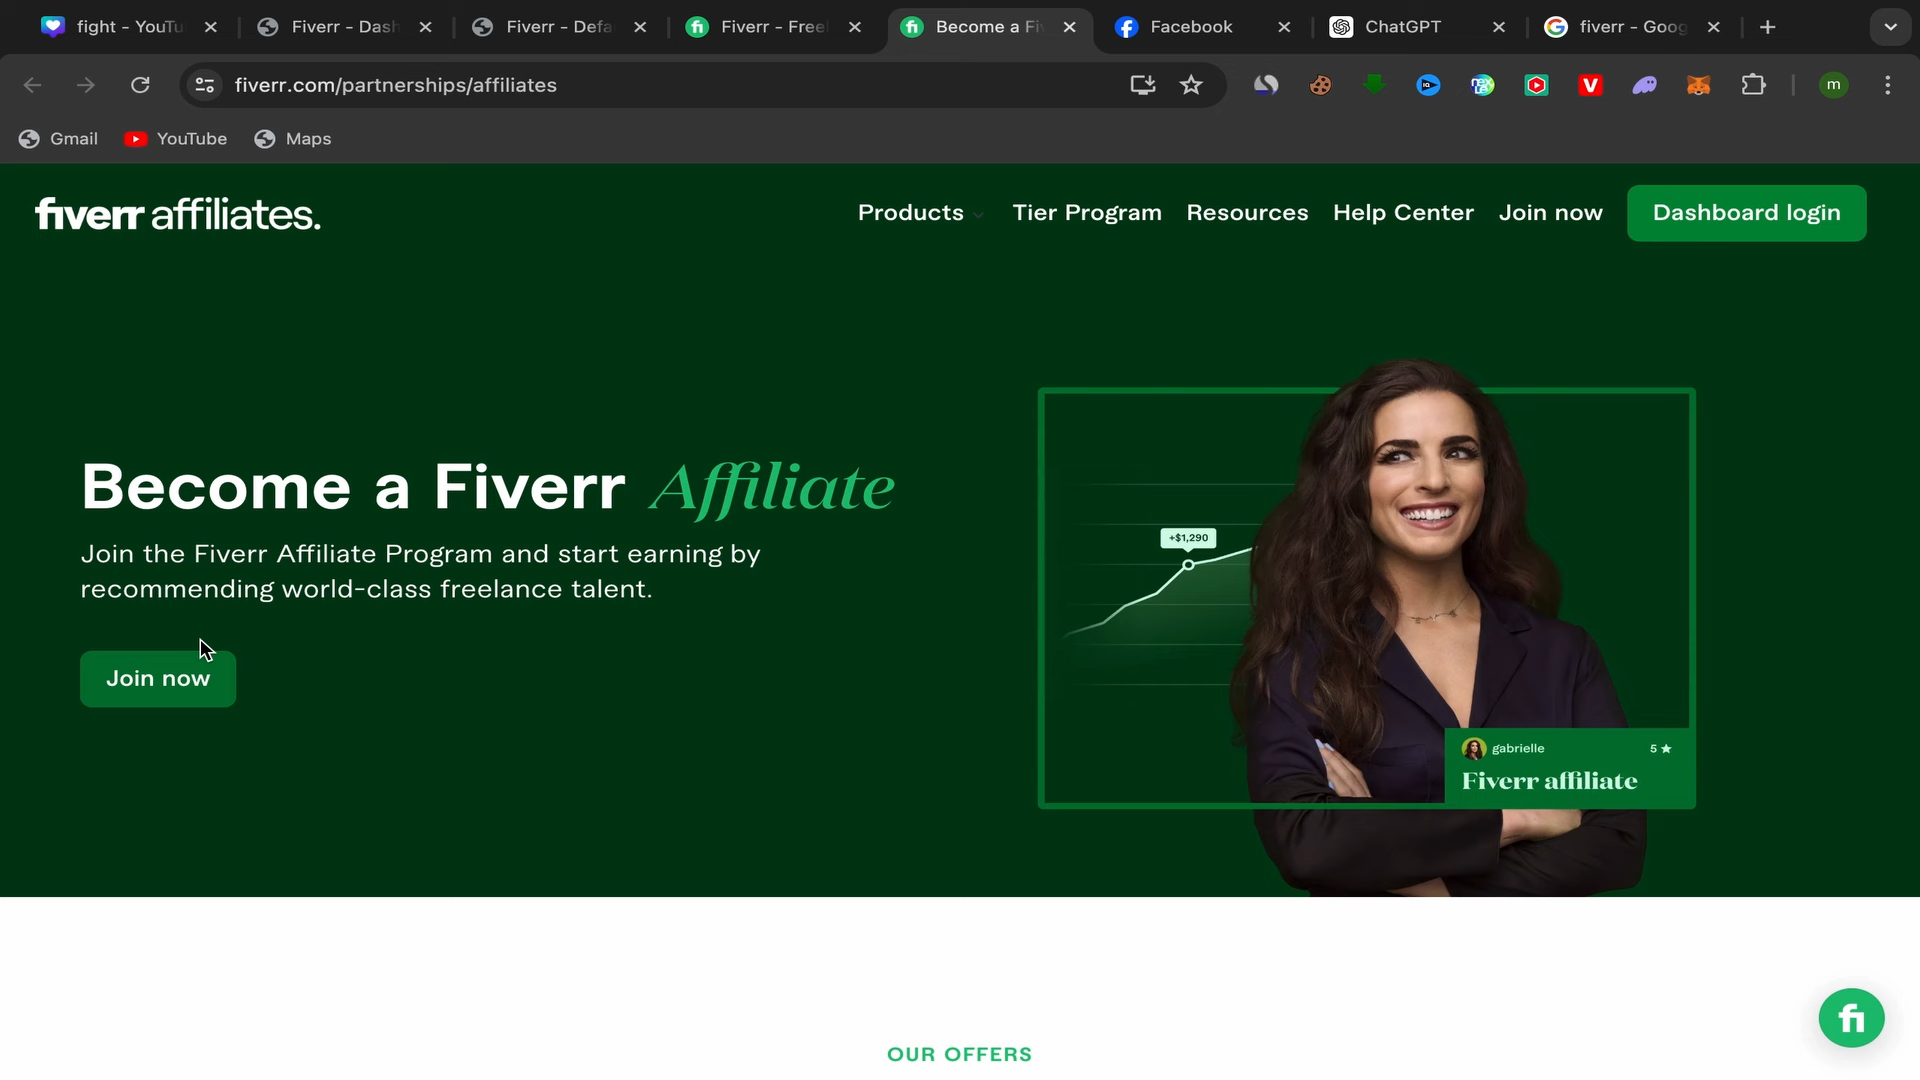 fight - YouTu
Fiverr - Dash
Fiverr - Defa
Fiverr - Free
Become a Fiv
Facebook
ChatGPT
fiverr - Goog
fiverr.com/partnerships/affiliates
m
Gmail
YouTube
Maps
fiverr affiliates.
Products
Tier Program
Resources
Help Center
Join now
Dashboard login
Become a Fiverr Affiliate
Join the Fiverr Affiliate Program and start earning by
recommending world-class freelance talent.
Join now
+$1,290
gabrielle
5 ★
Fiverr affiliate
OUR OFFERS
fi